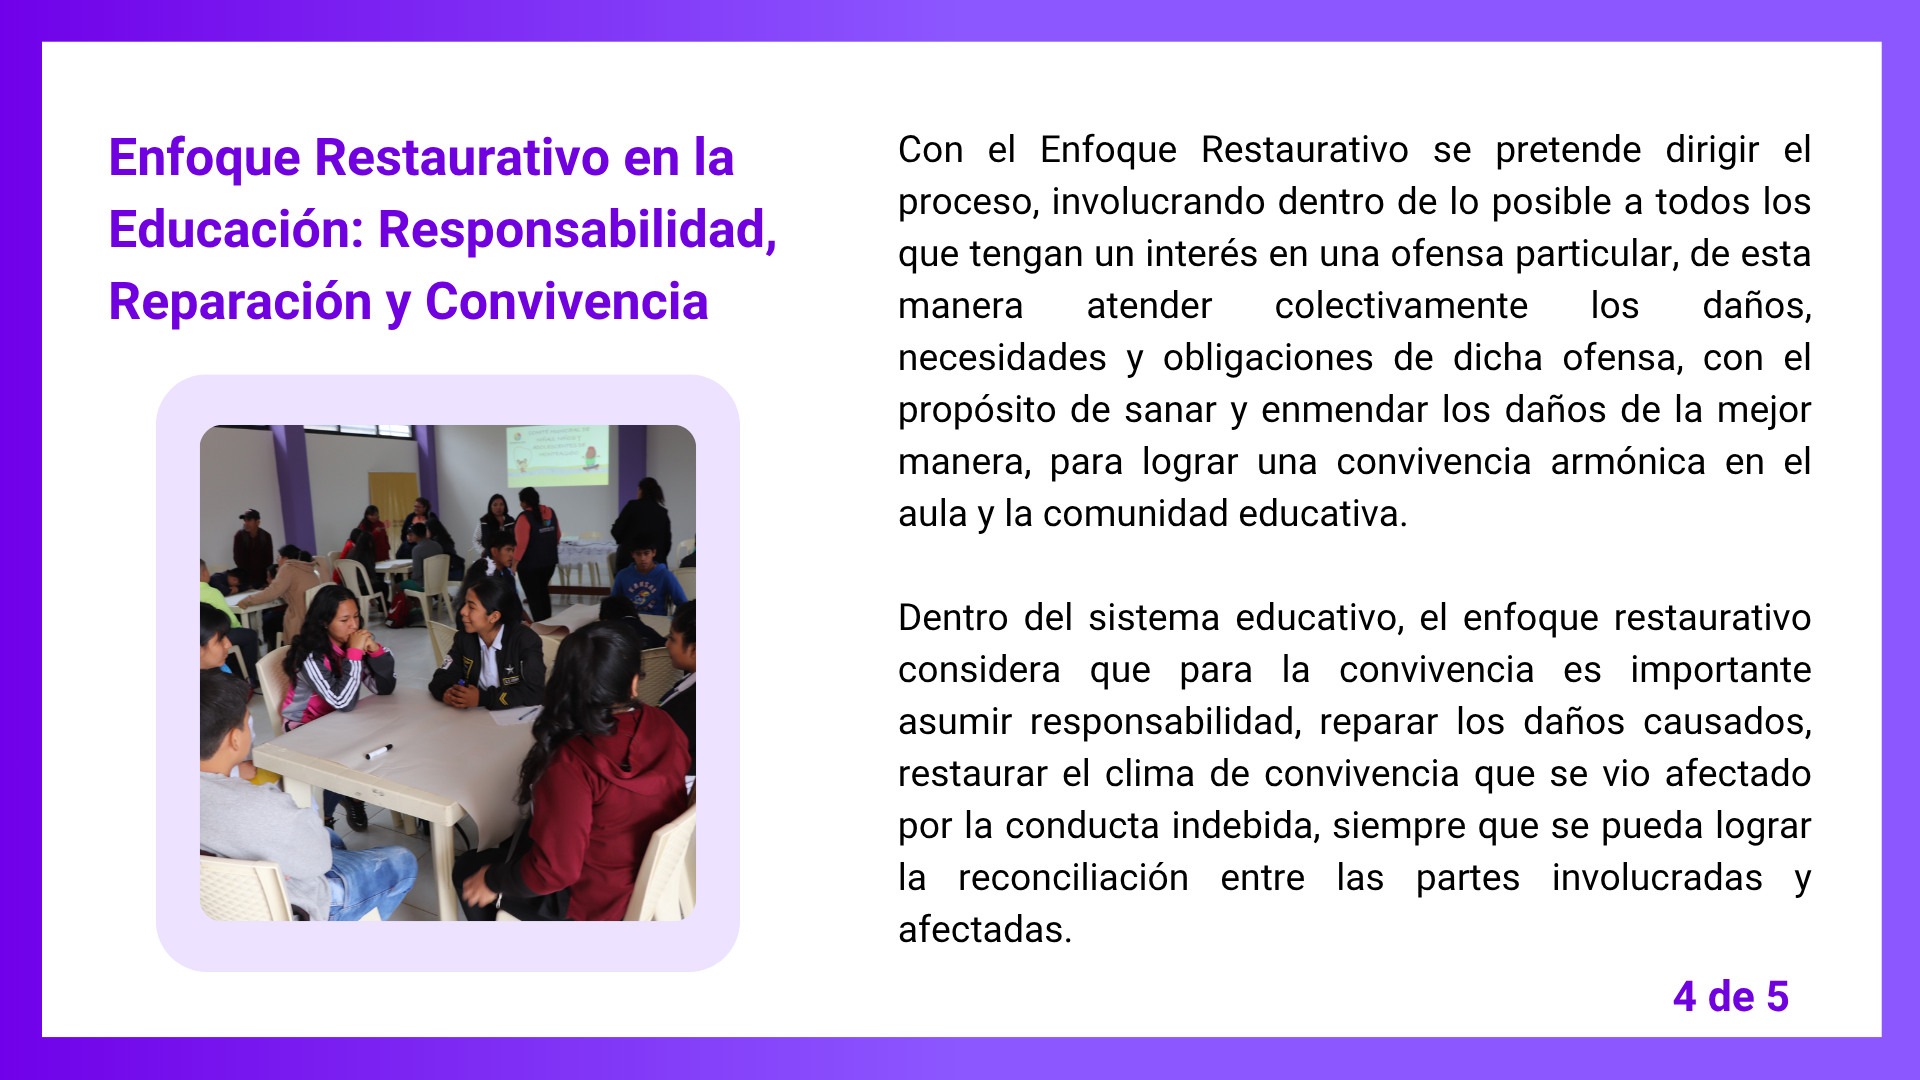 Enfoque Restaurativo en la
Educación: Responsabilidad,
Reparación y Convivencia
Con el Enfoque Restaurativo se pretende dirigir el
proceso, involucrando dentro de lo posible a todos los
que tengan un interés en una ofensa particular, de esta
manera atender colectivamente los daños,
necesidades y obligaciones de dicha ofensa, con el
propósito de sanar y enmendar los daños de la mejor
manera, para lograr una convivencia armónica en el
aula y la comunidad educativa.
Dentro del sistema educativo, el enfoque restaurativo
considera que para la convivencia es importante
asumir responsabilidad, reparar los daños causados,
restaurar el clima de convivencia que se vio afectado
por la conducta indebida, siempre que se pueda lograr
la reconciliación entre las partes involucradas y
afectadas.
4 de 5